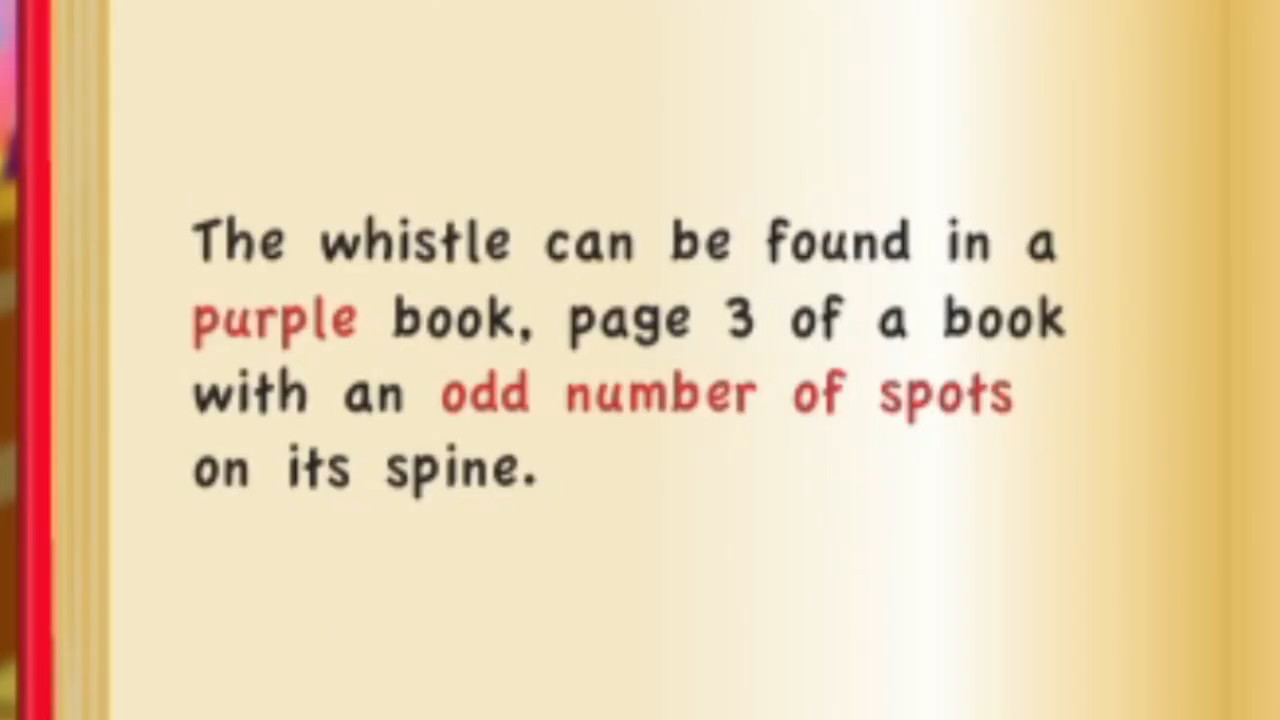 The whistle can be found in a
purple book, page 3 of a book
with an odd number of spots
on its spine.